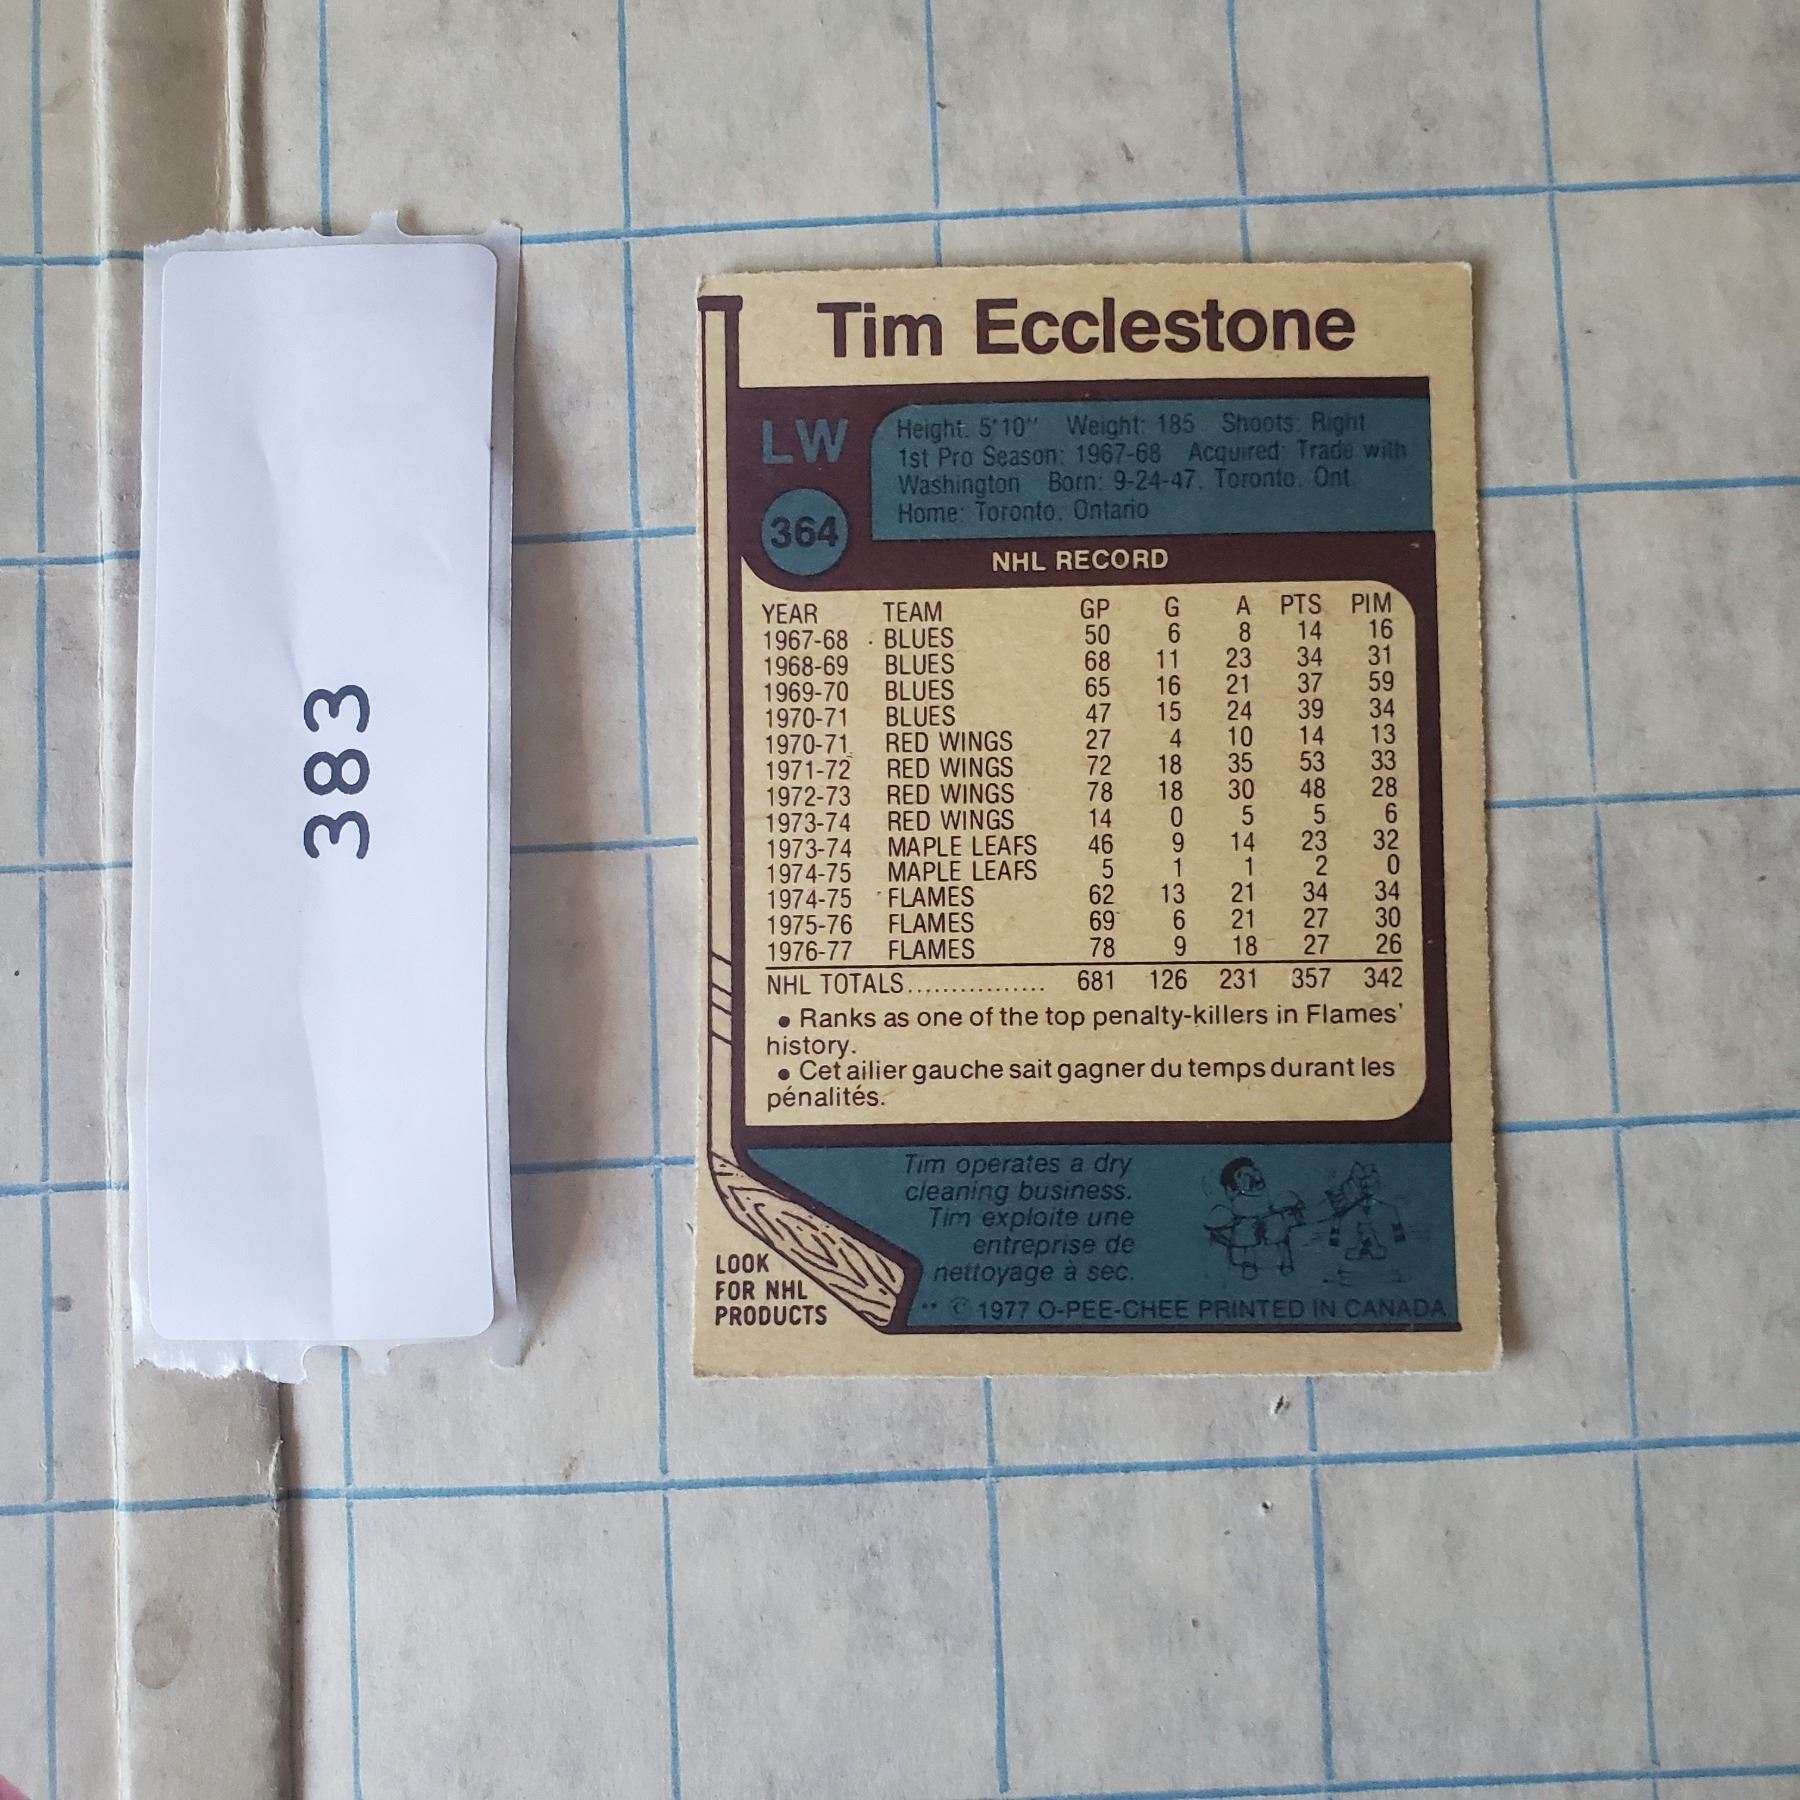 383
Tim Ecclestone
LW
Height. 5'10" Weight: 185 Shoots: Right
1st Pro Season: 1967-68 Acquired: Trade with
Washington Born: 9-24-47, Toronto, Ont.
Home: Toronto, Ontario
364
NHL RECORD
YEAR TEAM GP G A PTS PIM
1967-68 BLUES 50 6 8 14 16
1968-69 BLUES 68 11 23 34 31
1969-70 BLUES 65 16 21 37 59
1970-71 BLUES 47 15 24 39 34
1970-71 RED WINGS 27 4 10 14 13
1971-72 RED WINGS 72 18 35 53 33
1972-73 RED WINGS 78 18 30 48 28
1973-74 RED WINGS 14 0 5 5 6
1973-74 MAPLE LEAFS 46 9 14 23 32
1974-75 MAPLE LEAFS 5 1 1 2 0
1974-75 FLAMES 62 13 21 34 34
1975-76 FLAMES 69 6 21 27 30
1976-77 FLAMES 78 9 18 27 26
NHL TOTALS................ 681 126 231 357 342
• Ranks as one of the top penalty-killers in Flames'
history.
• Cet ailier gauche sait gagner du temps durant les
pénalités.
Tim operates a dry
cleaning business.
Tim exploite une
entreprise de
nettoyage à sec.
LOOK
FOR NHL
PRODUCTS
** © 1977 O-PEE-CHEE PRINTED IN CANADA